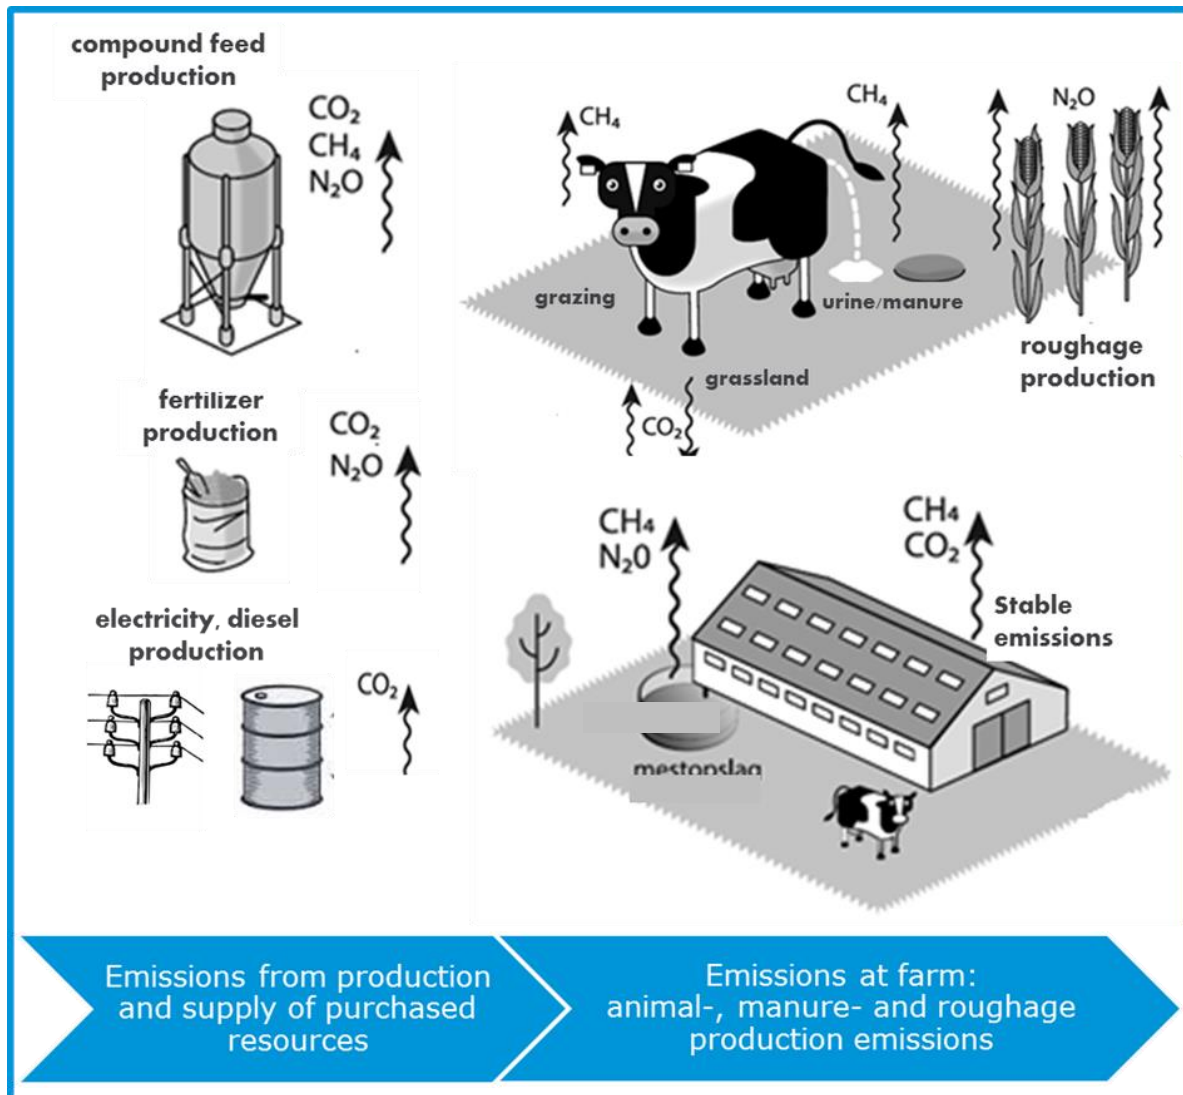 compound feed
production
CO₂
CH₄
N₂O
fertilizer
production
CO₂
N₂O
electricity, diesel
production
CO₂
CH₄
CH₄
N₂O
grazing
urine/manure
grassland
CO₂
roughage
production
CH₄
N₂0
CH₄
CO₂
Stable
emissions
mestopslag
Emissions from production
and supply of purchased
resources
Emissions at farm:
animal-, manure- and roughage
production emissions